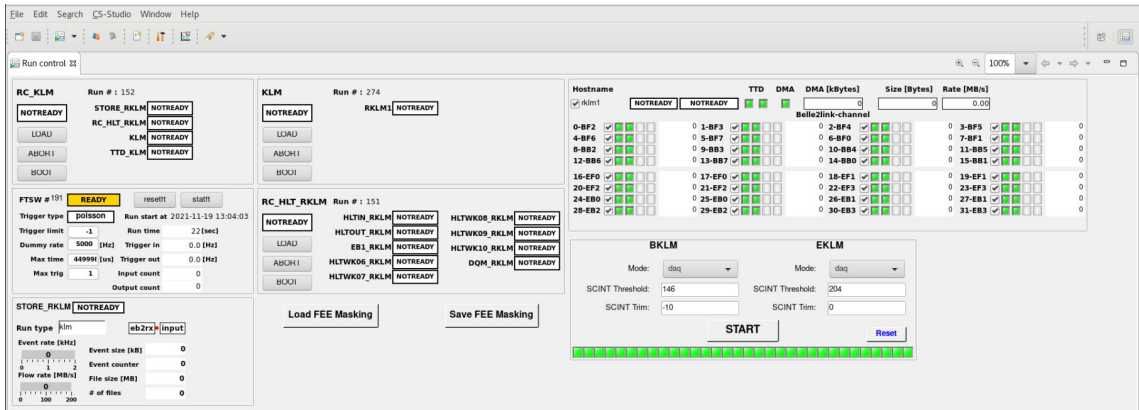 File Edit Search CS-Studio Window Help
100%
Run control
RC_KLM Run # : 152
NOTREADY
STORE_RKLM NOTREADY
RC_HLT_RKLM NOTREADY
KLM NOTREADY
TTD_KLM NOTREADY
LOAD
ABORT
BOOT
KLM Run # : 274
NOTREADY
RKLM1 NOTREADY
LOAD
ABORT
BOOT
Hostname TTD DMA DMA [kBytes] Size [Bytes] Rate [MB/s]
rklm1 NOTREADY NOTREADY 0 0 0.00
Belle2link-channel
0-BF2 0 1-BF3 0 2-BF4 0 3-BF5 0
4-BF6 0 5-BF7 0 6-BF0 0 7-BF1 0
8-BB2 0 9-BB3 0 10-BB4 0 11-BB5 0
12-BB6 0 13-BB7 0 14-BB0 0 15-BB1 0
16-EF0 0 17-EF0 0 18-EF1 0 19-EF1 0
20-EF2 0 21-EF2 0 22-EF3 0 23-EF3 0
24-EB0 0 25-EB0 0 26-EB1 0 27-EB1 0
28-EB2 0 29-EB2 0 30-EB3 0 31-EB3 0
FTSW #191 READY resetft statft
Trigger type poisson Run start at 2021-11-19 13:04:03
Trigger limit -1 Run time 22[sec]
Dummy rate 5000 [Hz] Trigger in 0.0 [Hz]
Max time 449998 [us] Trigger out 0.0 [Hz]
Max trig 1 Input count 0
Output count 0
RC_HLT_RKLM Run # : 151
NOTREADY
HLTIN_RKLM NOTREADY HLTWK08_RKLM NOTREADY
HLTOUT_RKLM NOTREADY HLTWK09_RKLM NOTREADY
EB1_RKLM NOTREADY HLTWK10_RKLM NOTREADY
HLTWK06_RKLM NOTREADY DQM_RKLM NOTREADY
HLTWK07_RKLM NOTREADY
LOAD
ABORT
BOOT
STORE_RKLM NOTREADY
Run type klm eb2rx input
Event rate [kHz]
0
0 1 2
Flow rate [MB/s]
0
0 100 200
Event size [kB] 0
Event counter 0
File size [MB] 0
# of files 0
Load FEE Masking Save FEE Masking
BKLM EKLM
Mode: daq Mode: daq
SCINT Threshold: 146 SCINT Threshold: 204
SCINT Trim: -10 SCINT Trim: 0
START Reset